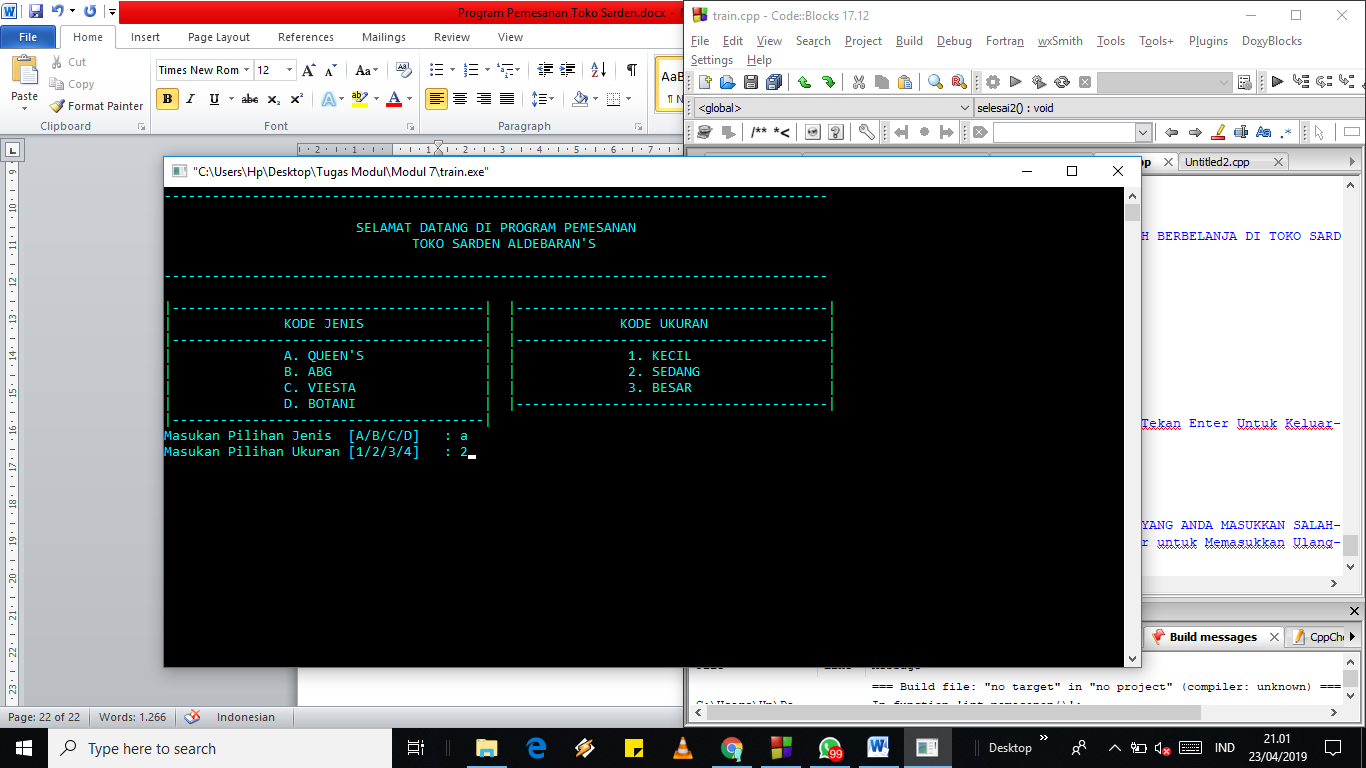 Program Pemesanan Toko Sarden.docx - M
File Home Insert Page Layout References Mailings Review View
Paste
Cut
Copy
Format Painter
Clipboard
Times New Rom 12
Font
Paragraph
AaB
train.cpp - Code::Blocks 17.12
File Edit View Search Project Build Debug Fortran wxSmith Tools Tools+ Plugins DoxyBlocks
Settings Help
<global> selesai2() : void
Untitled2.cpp
H BERBELANJA DI TOKO SARD
Tekan Enter Untuk Keluar-
YANG ANDA MASUKKAN SALAH-
r untuk Memasukkan Ulang-
"C:\Users\Hp\Desktop\Tugas Modul\Modul 7\train.exe"
SELAMAT DATANG DI PROGRAM PEMESANAN
TOKO SARDEN ALDEBARAN'S
KODE JENIS
A. QUEEN'S
B. ABG
C. VIESTA
D. BOTANI
KODE UKURAN
1. KECIL
2. SEDANG
3. BESAR
Masukan Pilihan Jenis [A/B/C/D] : a
Masukan Pilihan Ukuran [1/2/3/4] : 2
Build messages CppChe
=== Build file: "no target" in "no project" (compiler: unknown) ===
Page: 22 of 22 Words: 1.266 Indonesian
Type here to search
99
Desktop
IND
21.01
23/04/2019